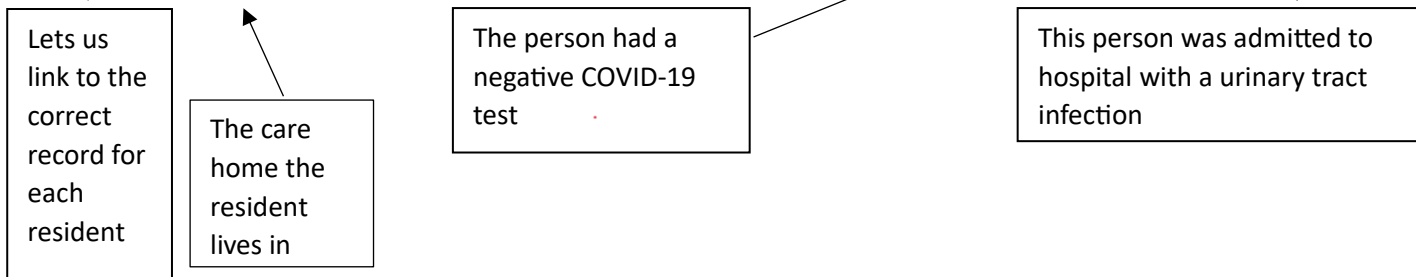 Lets us
link to the
correct
record for
each
resident
The care
home the
resident
lives in
The person had a
negative COVID-19
test
This person was admitted to
hospital with a urinary tract
infection